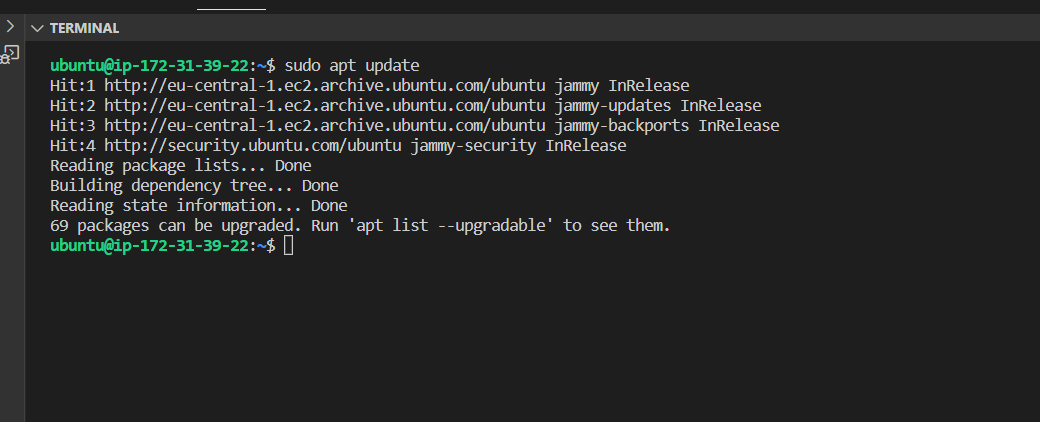 TERMINAL
ubuntu@ip-172-31-39-22:~$ sudo apt update
Hit:1 http://eu-central-1.ec2.archive.ubuntu.com/ubuntu jammy InRelease
Hit:2 http://eu-central-1.ec2.archive.ubuntu.com/ubuntu jammy-updates InRelease
Hit:3 http://eu-central-1.ec2.archive.ubuntu.com/ubuntu jammy-backports InRelease
Hit:4 http://security.ubuntu.com/ubuntu jammy-security InRelease
Reading package lists... Done
Building dependency tree... Done
Reading state information... Done
69 packages can be upgraded. Run 'apt list --upgradable' to see them.
ubuntu@ip-172-31-39-22:~$